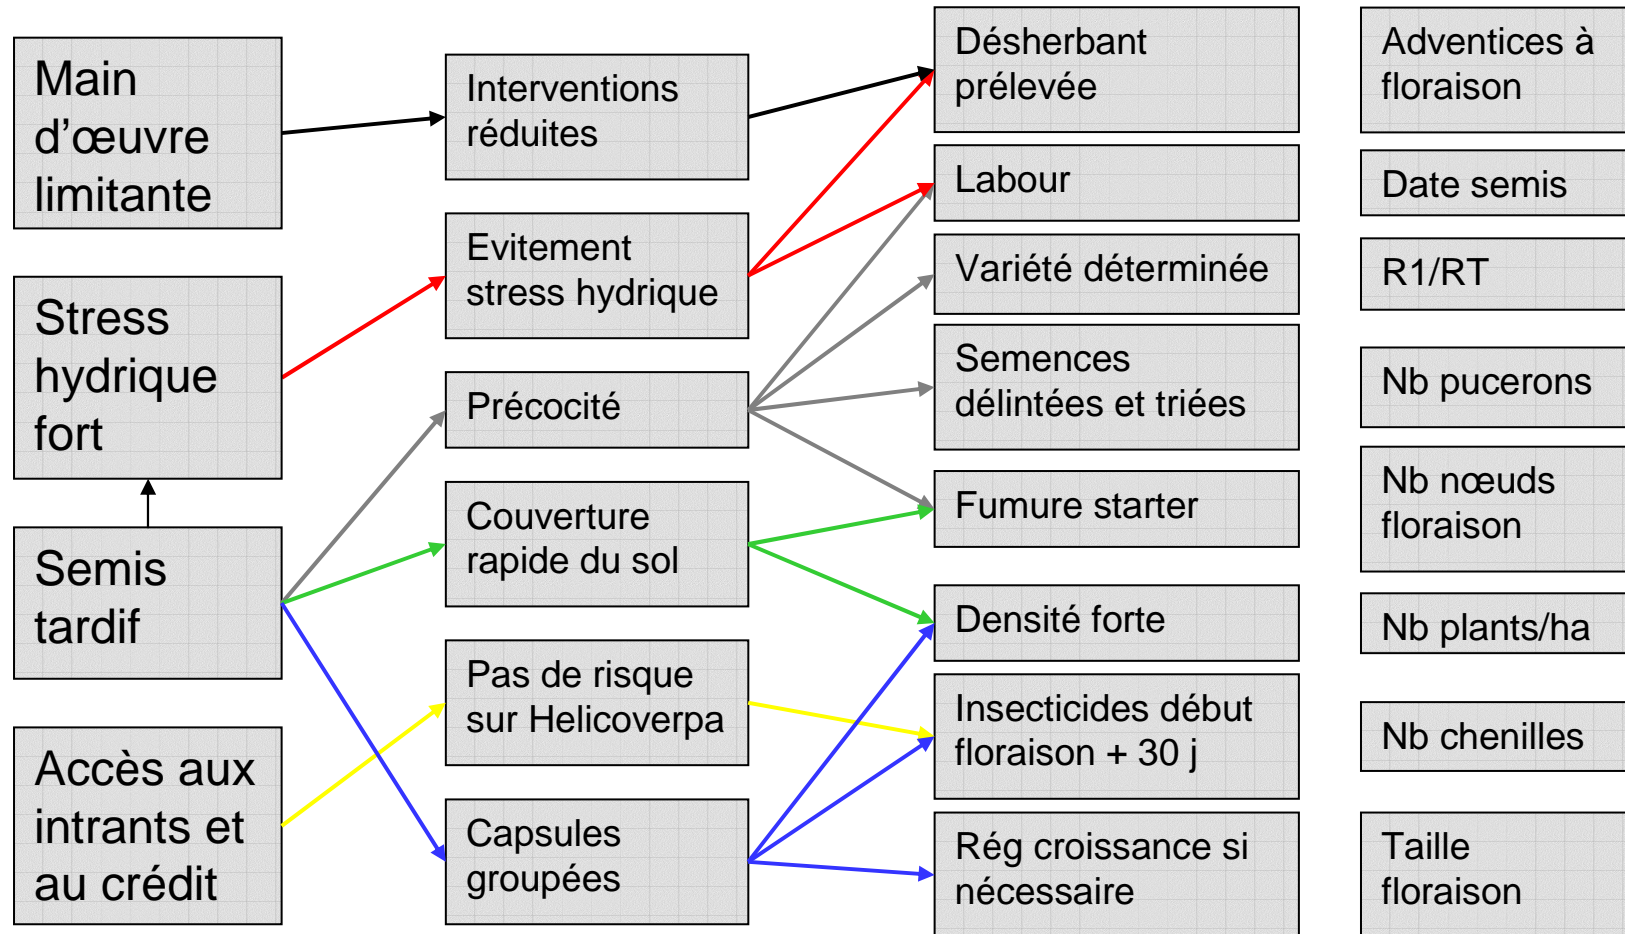 Main
d'œuvre
limitante
Stress
hydrique
fort
Semis
tardif
Accès aux
intrants et
au crédit
Interventions
réduites
Evitement
stress hydrique
Précocité
Couverture
rapide du sol
Pas de risque
sur Helicoverpa
Capsules
groupées
Désherbant
prélevée
Labour
Variété déterminée
Semences
délintées et triées
Fumure starter
Densité forte
Insecticides début
floraison + 30 j
Rég croissance si
nécessaire
Adventices à
floraison
Date semis
R1/RT
Nb pucerons
Nb nœuds
floraison
Nb plants/ha
Nb chenilles
Taille
floraison